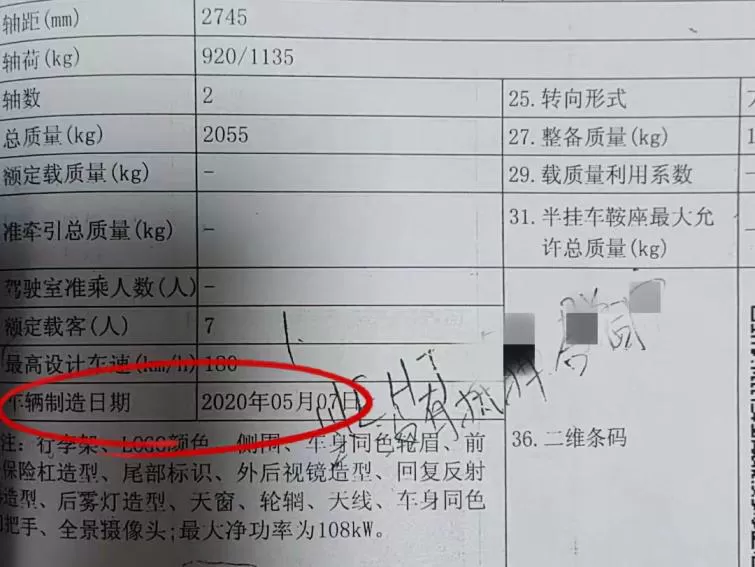 轴距(mm) 2745
轴荷(kg) 920/1135
轴数 2 25.转向形式
总质量(kg) 2055 27.整备质量(kg)
额定载质量(kg) - 29.载质量利用系数 -
准牵引总质量(kg) - 31.半挂车鞍座最大允
许总质量(kg)
驾驶室准乘人数(人) -
额定载客(人) 7
最高设计车速(km/h) 180
车辆制造日期 2020年05月07日
36.二维条码
注:行李架、LOGO颜色、侧围、车身同色轮眉、前
保险杠造型、尾部标识、外后视镜造型、回复反射
造型、后雾灯造型、天窗、轮辋、天线、车身同色
把手、全景摄像头;最大净功率为108kW。